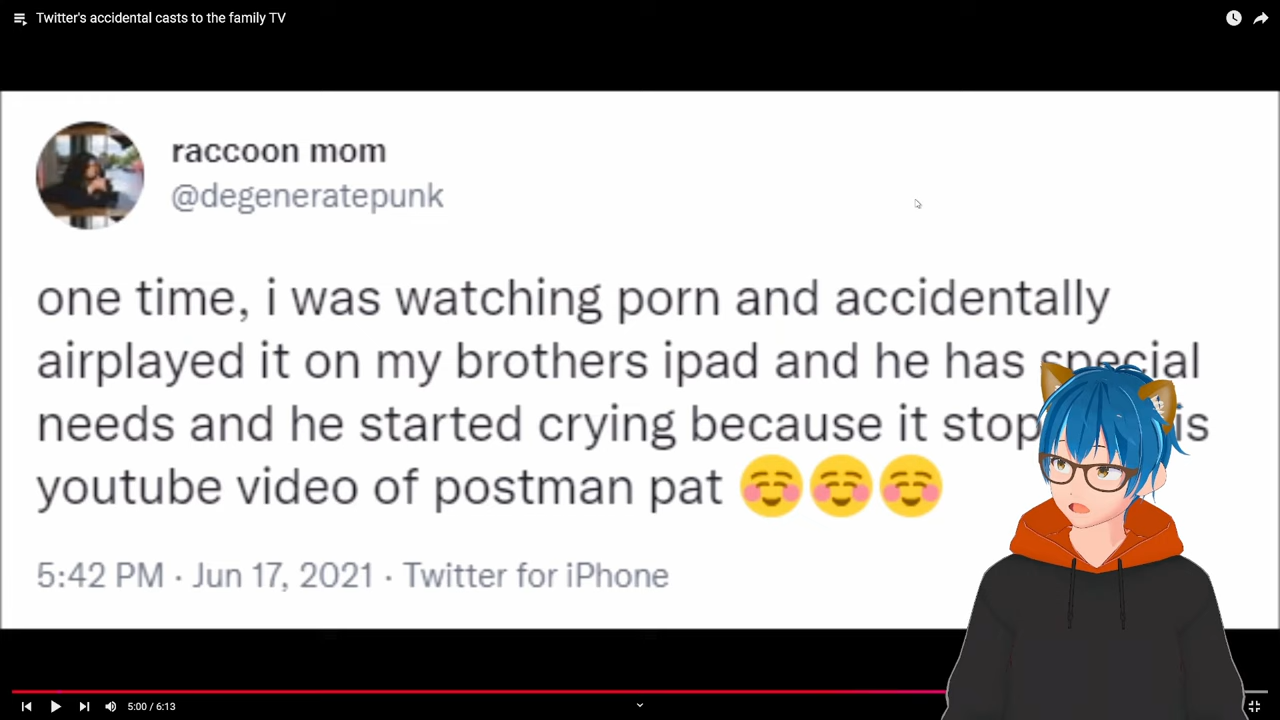 Twitter's accidental casts to the family TV
raccoon mom
@degeneratepunk
one time, i was watching porn and accidentally
airplayed it on my brothers ipad and he has special
needs and he started crying because it stop is
youtube video of postman pat ☺️☺️☺️
5:42 PM · Jun 17, 2021 · Twitter for iPhone
5:00 / 6:13